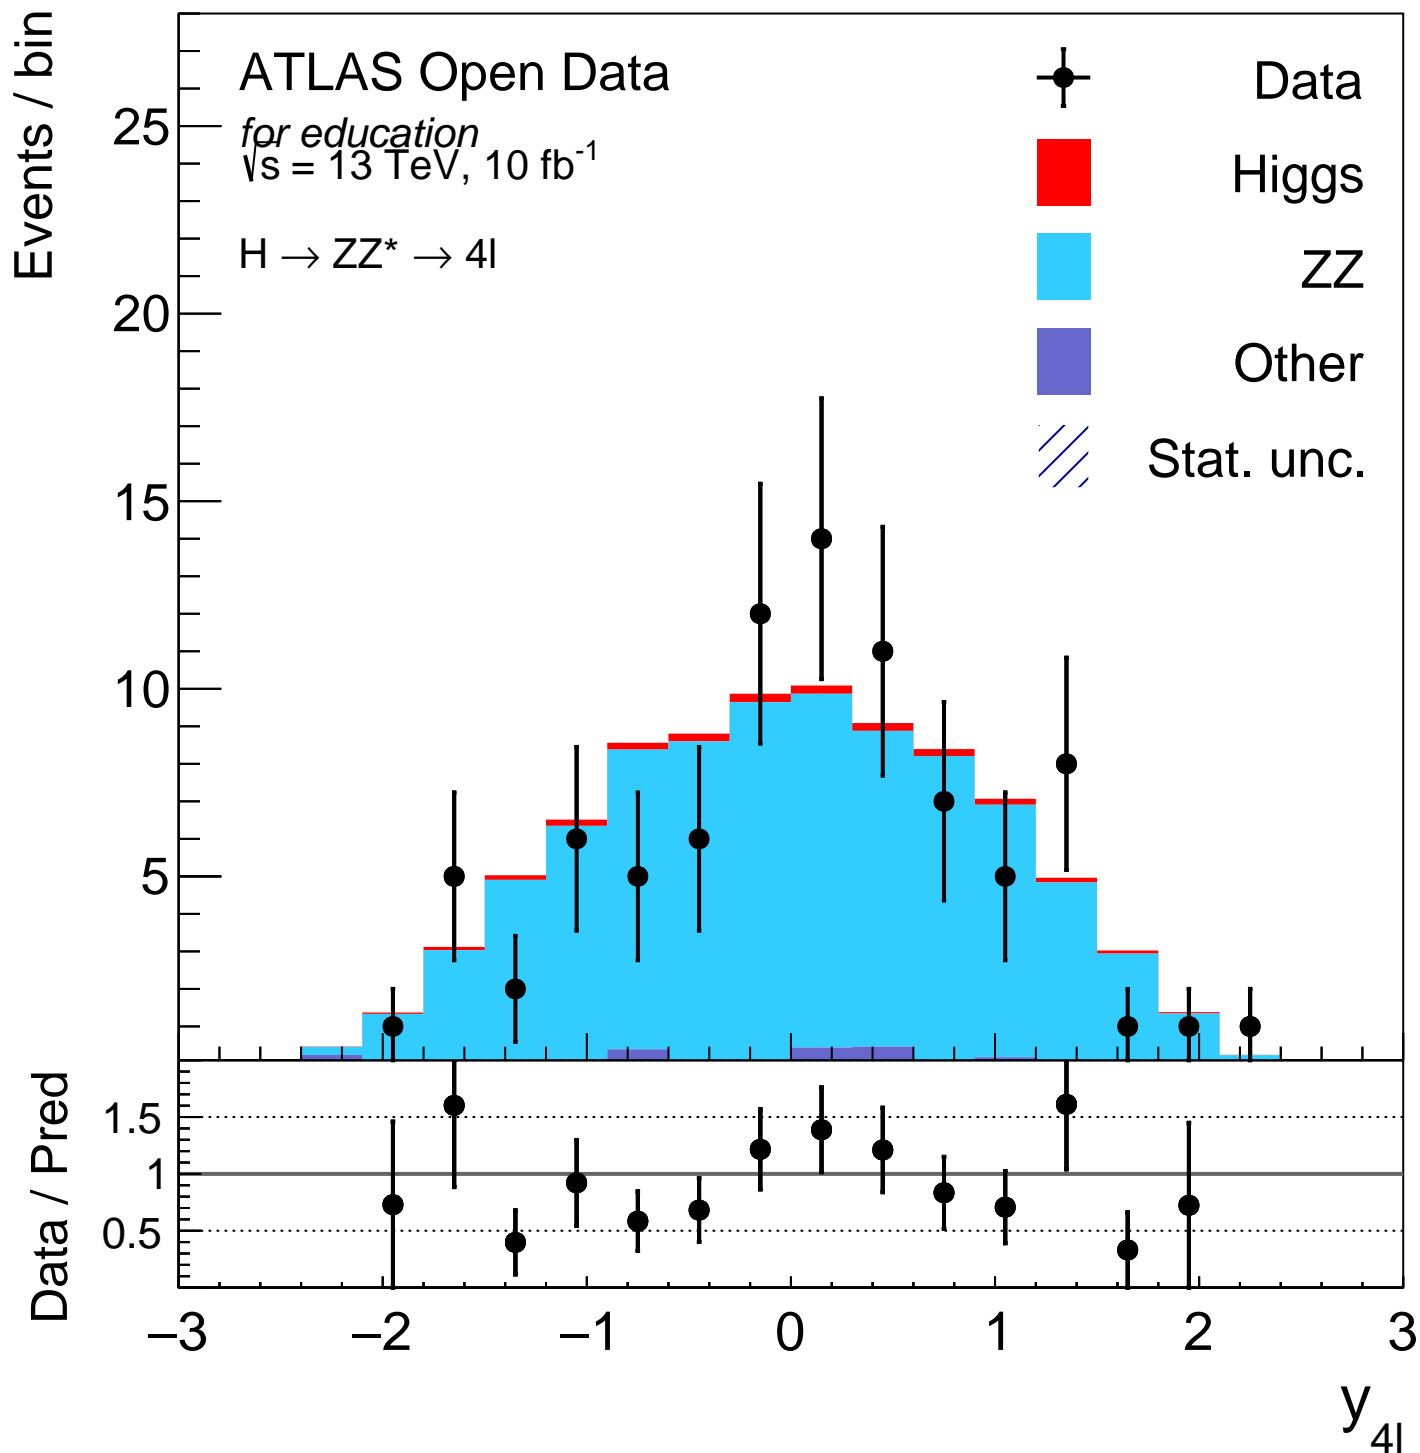 Events / bin
ATLAS Open Data
for education
√s = 13 TeV, 10 fb⁻¹
H → ZZ* → 4l
Data
Higgs
ZZ
Other
Stat. unc.
25
20
15
10
5
Data / Pred
1.5
1
0.5
−3 −2 −1 0 1 2 3
y₄ₗ